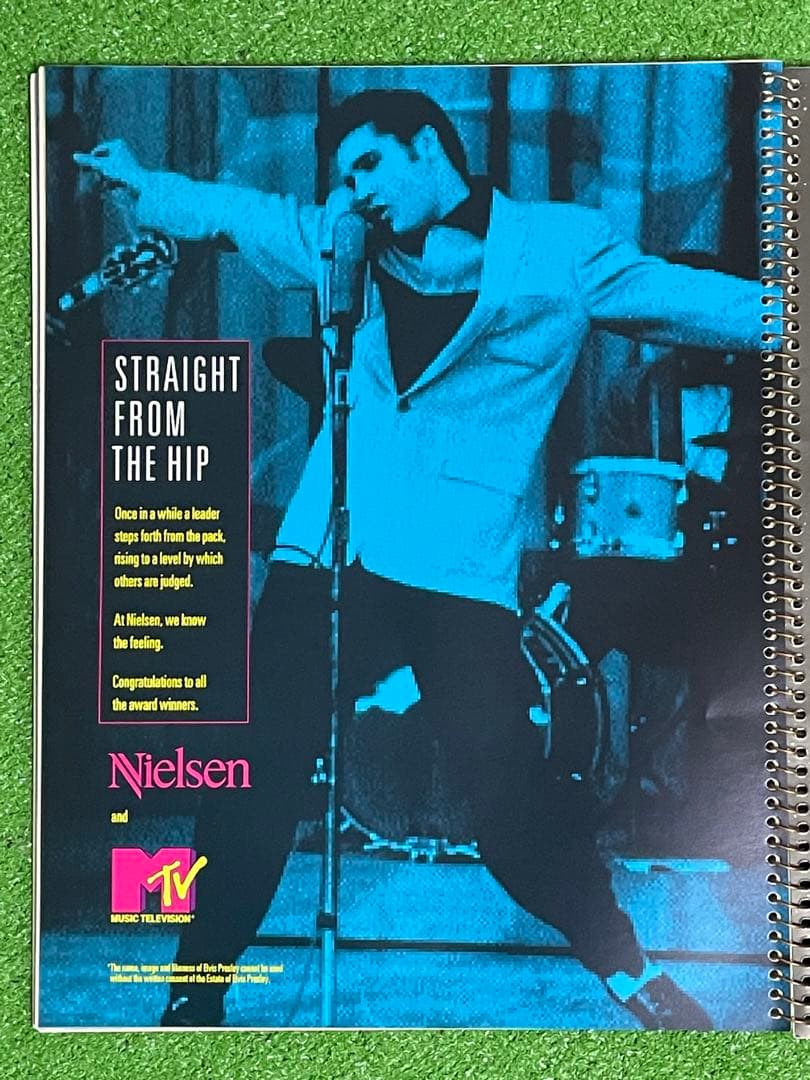 STRAIGHT
FROM
THE HIP
Once in a while a leader
steps forth from the pack,
rising to a level by which
others are judged.
At Nielsen, we know
the feeling.
Congratulations to all
the award winners.
Nielsen
and
MTV
MUSIC TELEVISION®
*The name, image and likeness of Elvis Presley cannot be used
without the written consent of the Estate of Elvis Presley.